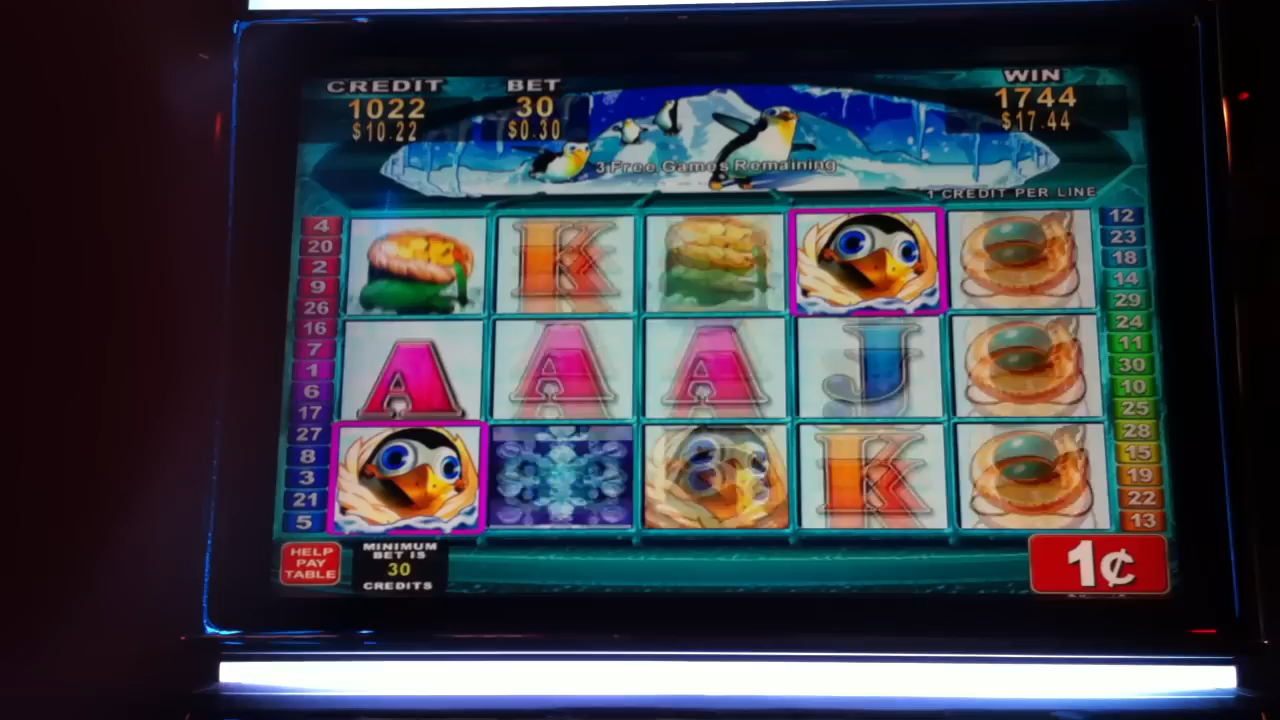 CREDIT
1022
$10.22
BET
30
$0.30
WIN
1744
$17.44
3 Free Games Remaining
1 CREDIT PER LINE
4
20
2
9
26
16
7
1
6
17
27
8
3
21
5
K
A
A
A
J
K
12
23
18
14
29
24
11
30
10
25
28
15
19
22
13
HELP
PAY
TABLE
MINIMUM
BET IS
30
CREDITS
1¢